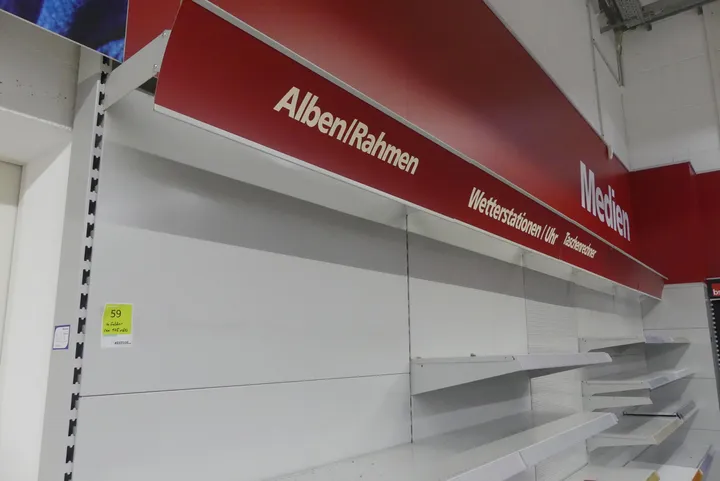 Alben/Rahmen
Wetterstationen/Uhr
Taschenrechner
Medien
59